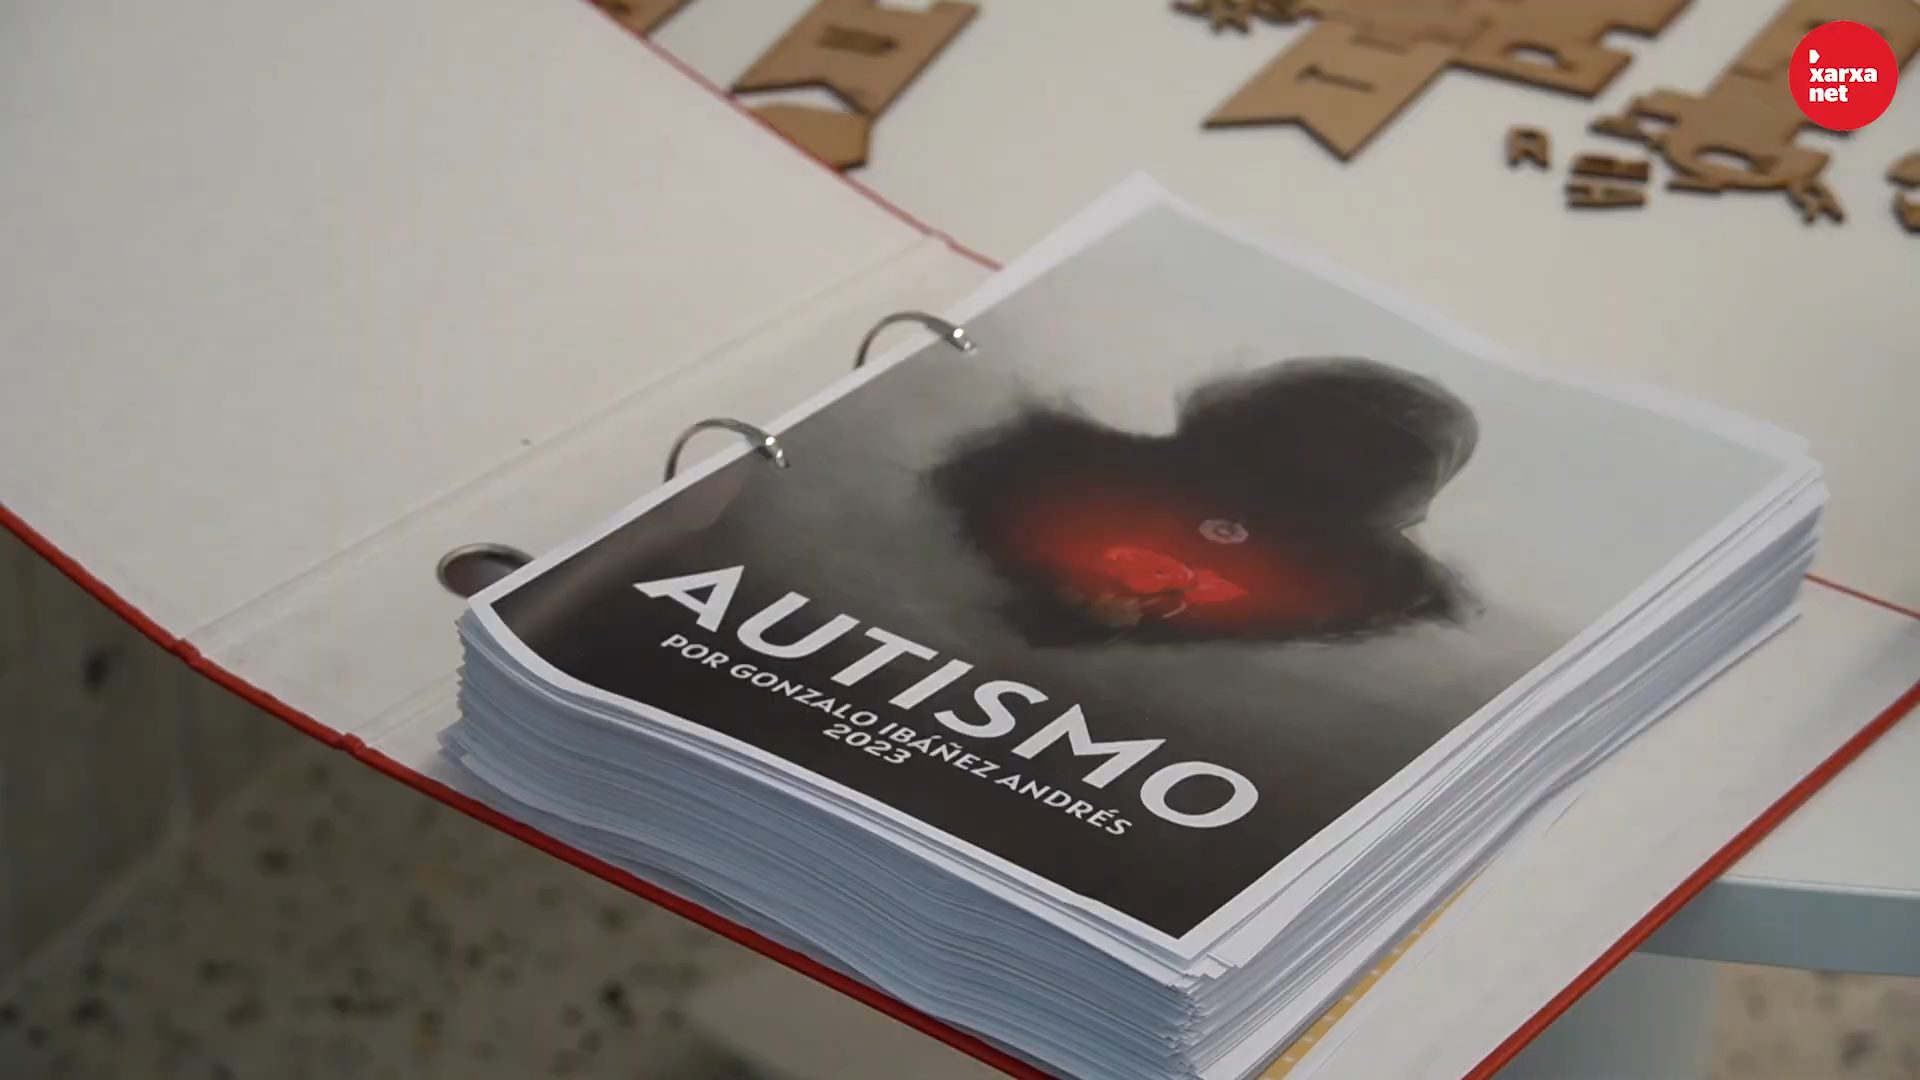 xarxa
net
T
R
AUTISMO
POR GONZALO IBÁÑEZ ANDRÉS
2023